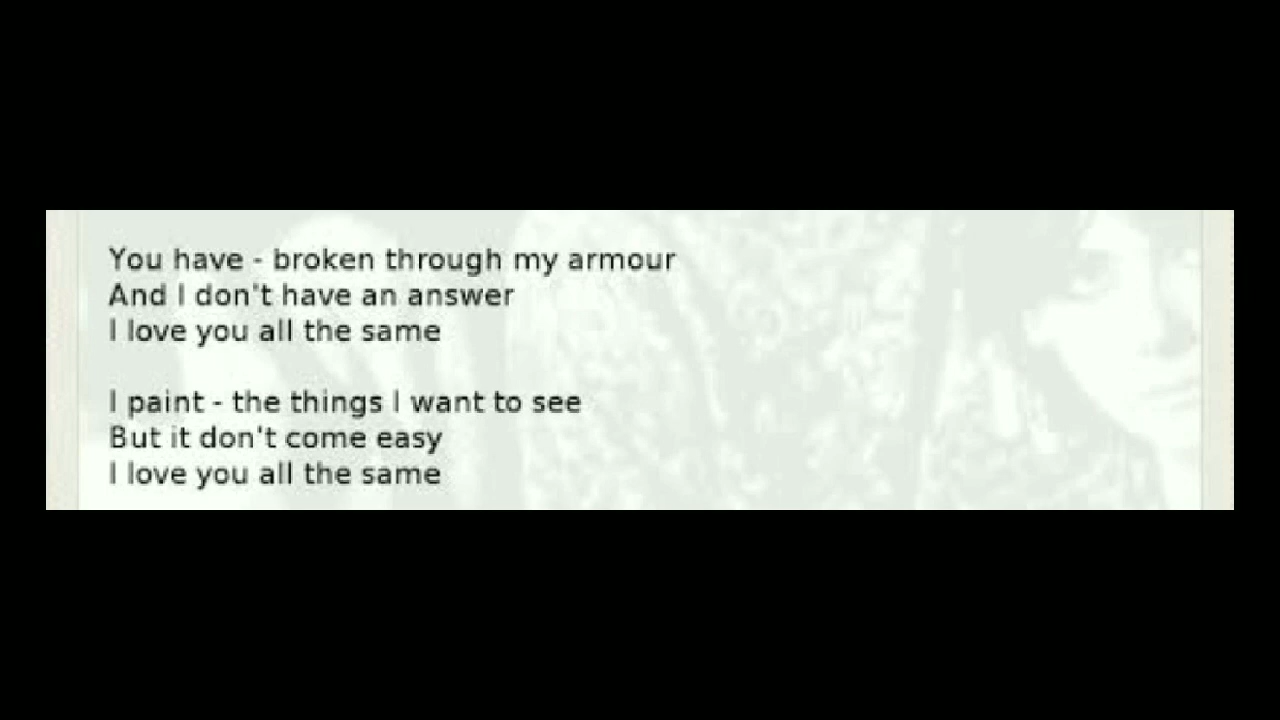 You have - broken through my armour
And I don't have an answer
I love you all the same
I paint - the things I want to see
But it don't come easy
I love you all the same